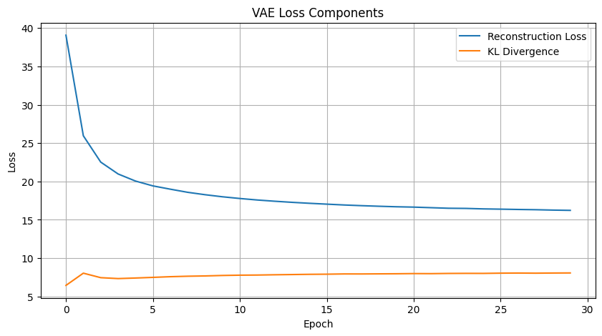 VAE Loss Components
Reconstruction Loss
KL Divergence
Loss
40
35
30
25
20
15
10
5
0 5 10 15 20 25 30
Epoch